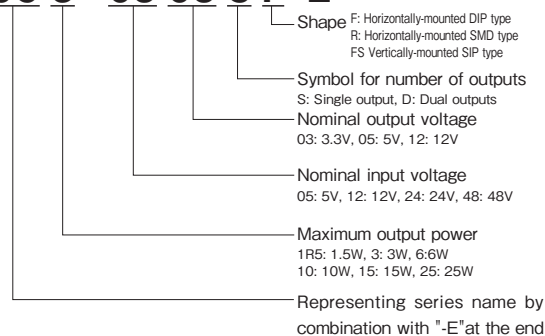 Shape F: Horizontally-mounted DIP type
R: Horizontally-mounted SMD type
FS Vertically-mounted SIP type
Symbol for number of outputs
S: Single output, D: Dual outputs
Nominal output voltage
03: 3.3V, 05: 5V, 12: 12V
Nominal input voltage
05: 5V, 12: 12V, 24: 24V, 48: 48V
Maximum output power
1R5: 1.5W, 3: 3W, 6:6W
10: 10W, 15: 15W, 25: 25W
Representing series name by
combination with "-E"at the end